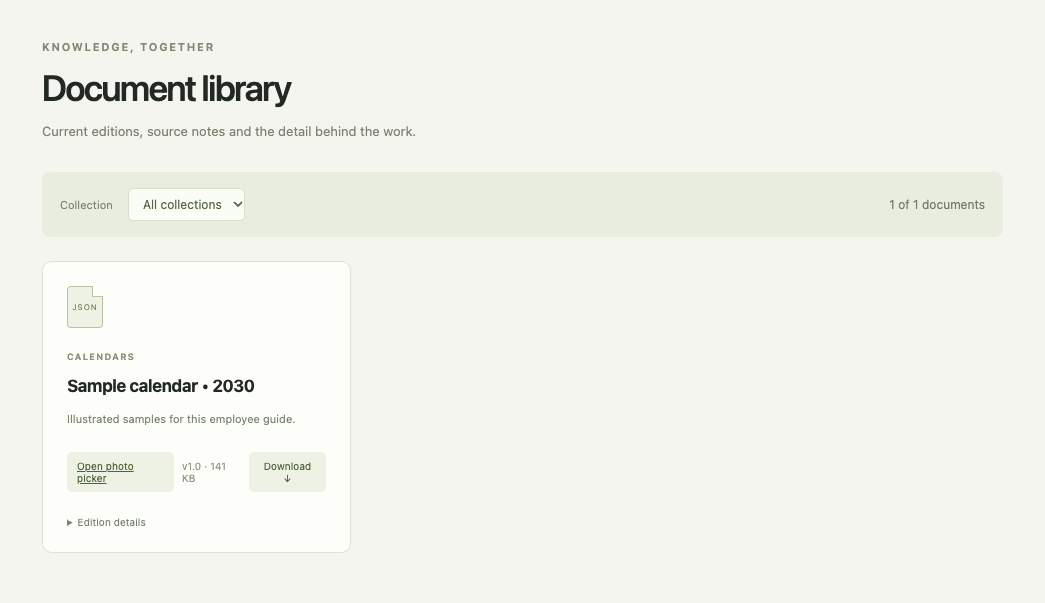 KNOWLEDGE, TOGETHER
Document library
Current editions, source notes and the detail behind the work.
Collection
All collections
1 of 1 documents
JSON
CALENDARS
Sample calendar • 2030
Illustrated samples for this employee guide.
Open photo
picker
v1.0 · 141
KB
Download
↓
Edition details